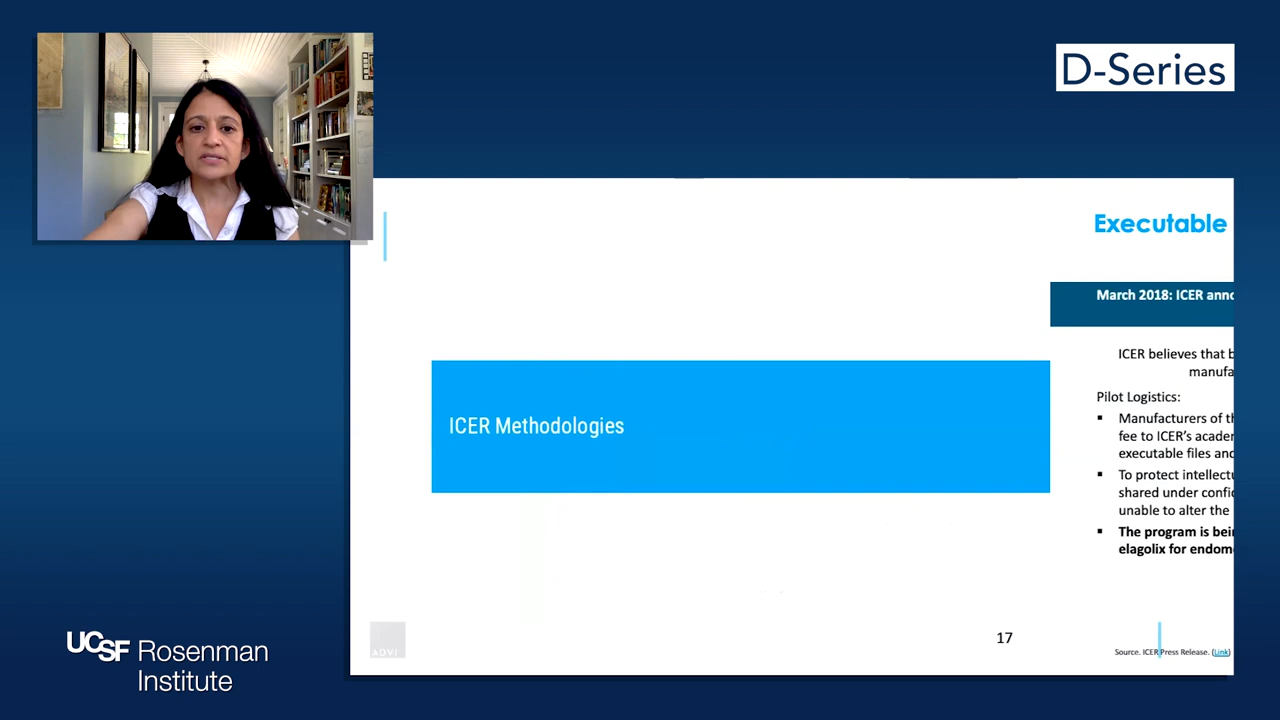 D-Series
Executable
March 2018: ICER anno
ICER believes that b
manufa
Pilot Logistics:
▪ Manufacturers of th
fee to ICER's acader
executable files and
▪ To protect intellectu
shared under confid
unable to alter the
▪ The program is bein
elagolix for endome
ICER Methodologies
17
ADVI
Source. ICER Press Release. (Link)
UCSF Rosenman
Institute